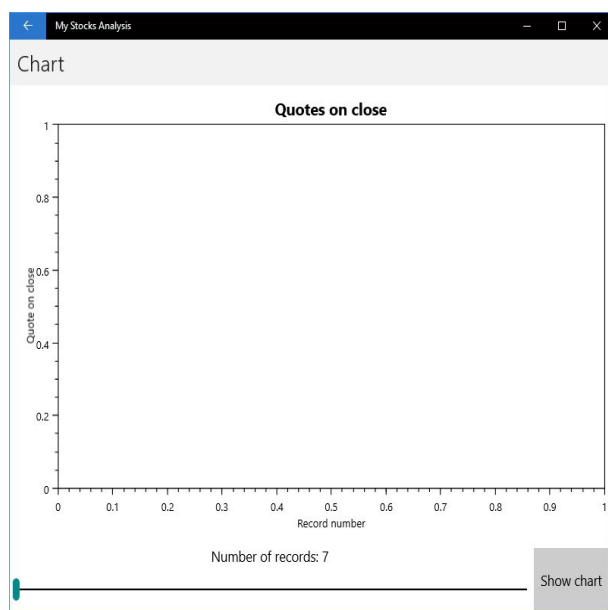 My Stocks Analysis
Chart
Quotes on close
1
0.8
0.6
0.4
0.2
0
Quote on close
0 0.1 0.2 0.3 0.4 0.5 0.6 0.7 0.8 0.9 1
Record number
Number of records: 7
Show chart